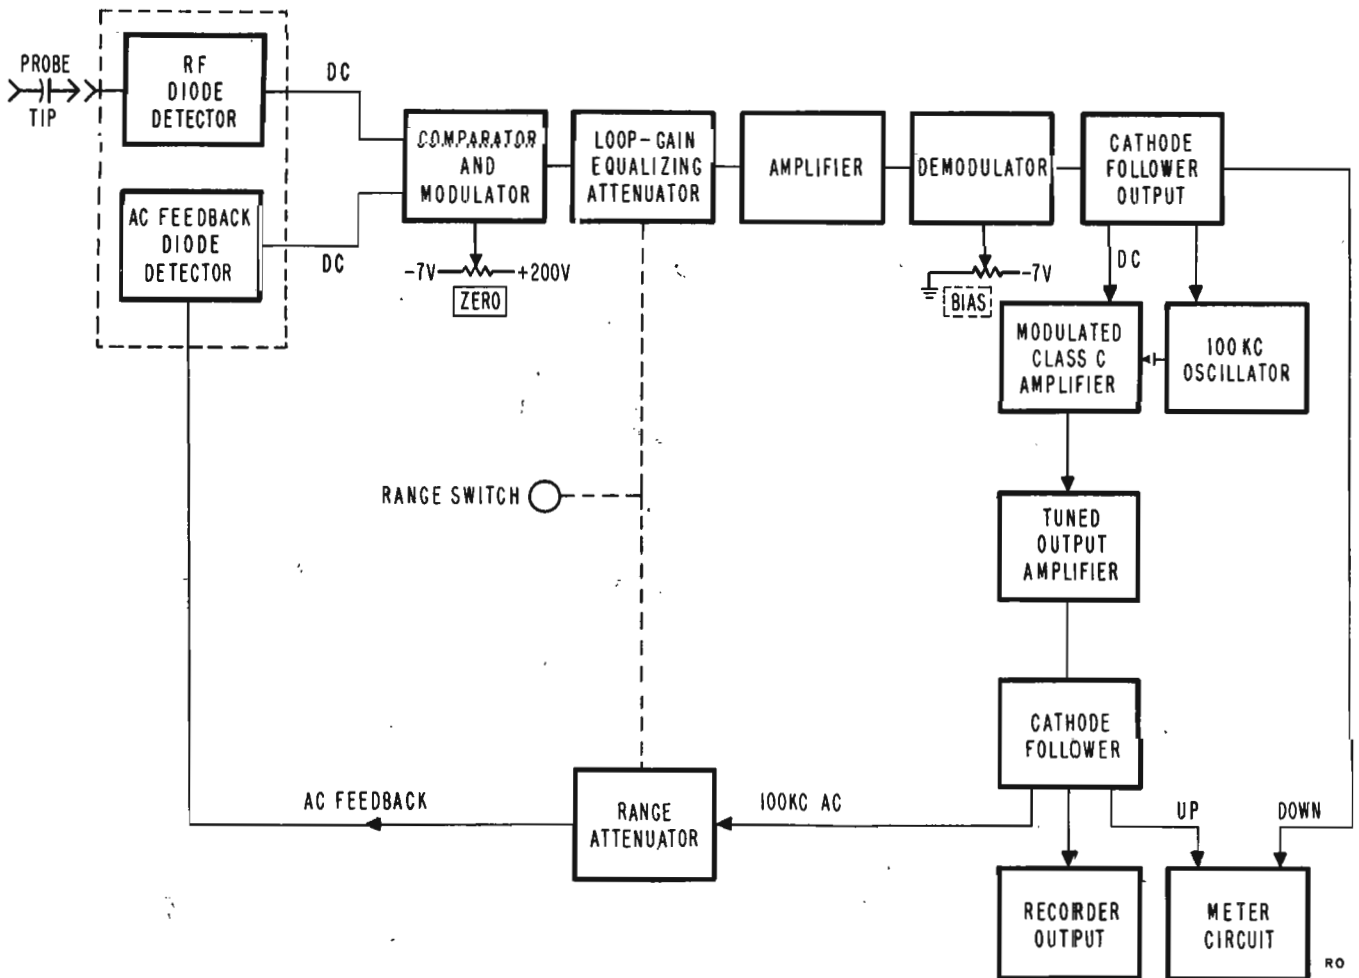 PROBE
TIP
RF
DIODE
DETECTOR
DC
AC FEEDBACK
DIODE
DETECTOR
DC
COMPARATOR
AND
MODULATOR
-7V
+200V
ZERO
LOOP-GAIN
EQUALIZING
ATTENUATOR
AMPLIFIER
DEMODULATOR
-7V
BIAS
CATHODE
FOLLOWER
OUTPUT
DC
MODULATED
CLASS C
AMPLIFIER
100KC
OSCILLATOR
RANGE SWITCH
TUNED
OUTPUT
AMPLIFIER
CATHODE
FOLLOWER
AC FEEDBACK
RANGE
ATTENUATOR
100KC AC
UP
DOWN
RECORDER
OUTPUT
METER
CIRCUIT
RO